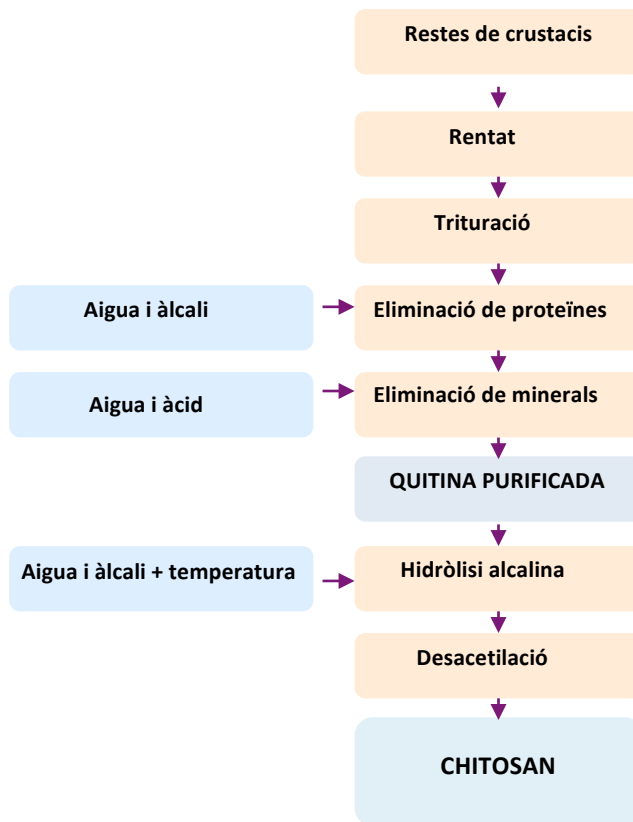 Restes de crustacis
Rentat
Trituració
Aigua i àlcali
Eliminació de proteïnes
Aigua i àcid
Eliminació de minerals
QUITINA PURIFICADA
Aigua i àlcali + temperatura
Hidròlisi alcalina
Desacetilació
CHITOSAN